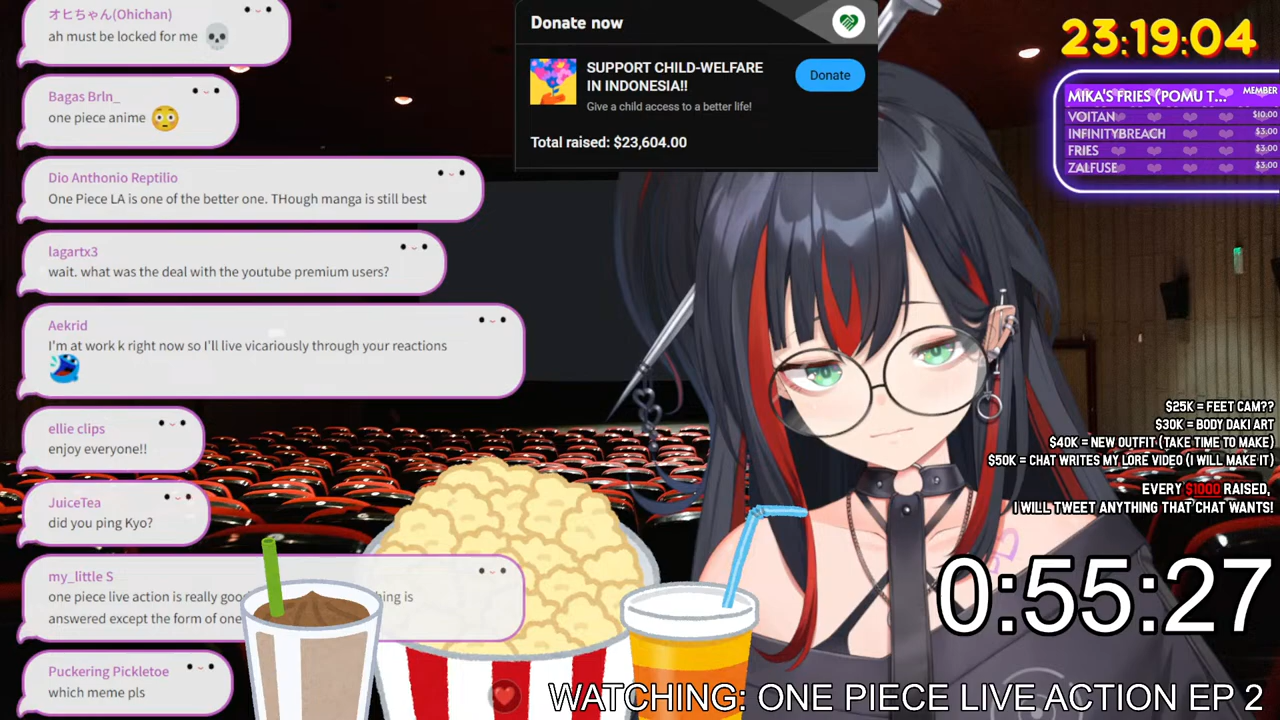 オヒちゃん(Ohichan)
ah must be locked for me
Bagas Brln_
one piece anime
Dio Anthonio Reptilio
One Piece LA is one of the better one. THough manga is still best
lagartx3
wait. what was the deal with the youtube premium users?
Aekrid
I'm at work k right now so I'll live vicariously through your reactions
ellie clips
enjoy everyone!!
JuiceTea
did you ping Kyo?
my_little S
one piece live action is really goo
hing is
answered except the form of one
Puckering Pickletoe
which meme pls
Donate now
SUPPORT CHILD-WELFARE
IN INDONESIA!!
Give a child access to a better life!
Donate
Total raised: $23,604.00
23:19:04
MIKA'S FRIES (POMU T... MEMBER
VOITAN $10.00
INFINITYBREACH $3.00
FRIES $3.00
ZALFUSE $3.00
$25K = FEET CAM??
$30K = BODY DAKI ART
$40K = NEW OUTFIT (TAKE TIME TO MAKE)
$50K = CHAT WRITES MY LORE VIDEO (I WILL MAKE IT)
EVERY $1000 RAISED,
I WILL TWEET ANYTHING THAT CHAT WANTS!
0:55:27
WATCHING: ONE PIECE LIVE ACTION EP 2